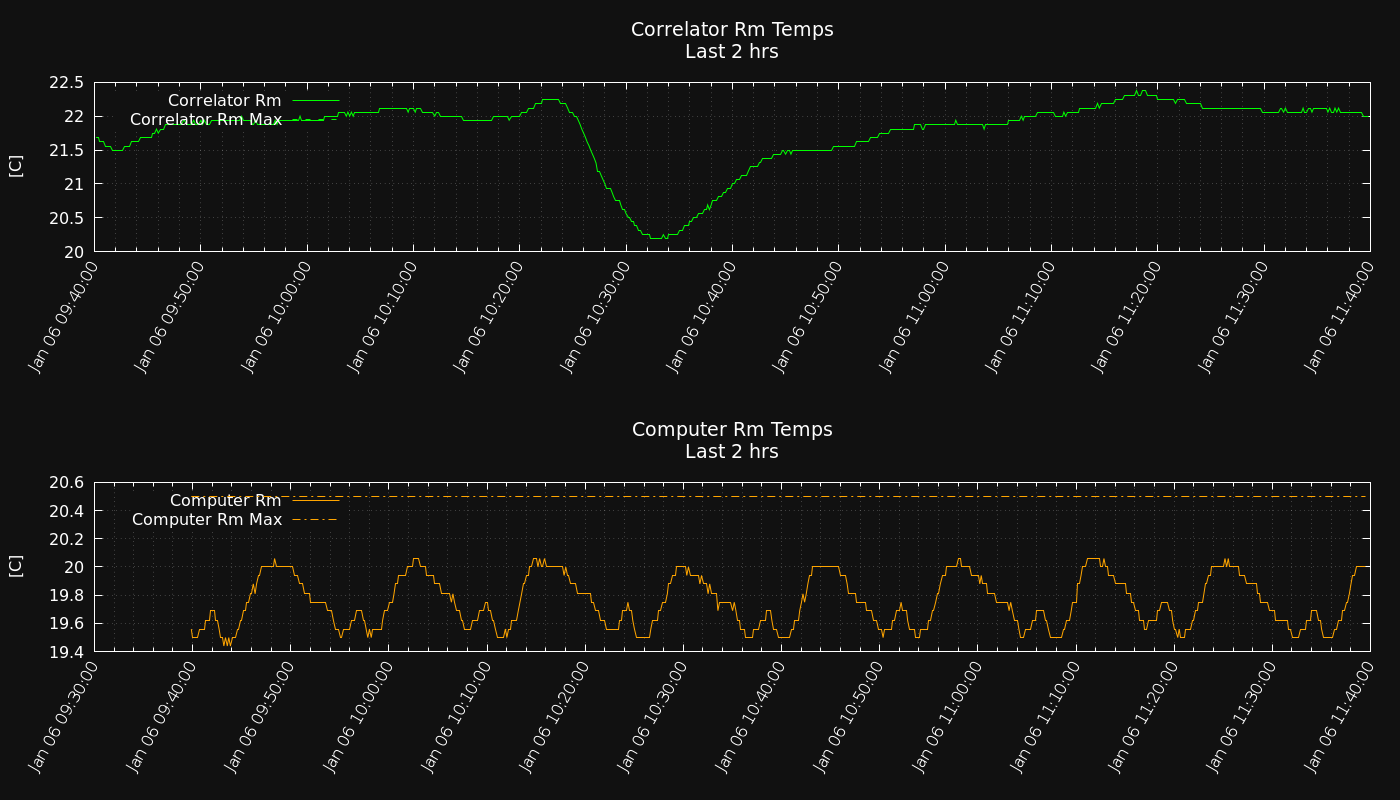 Correlator Rm Temps
Last 2 hrs
22.5
22
21.5
21
20.5
20
[C]
Correlator Rm
Correlator Rm Max
Jan 06 09:40:00
Jan 06 09:50:00
Jan 06 10:00:00
Jan 06 10:10:00
Jan 06 10:20:00
Jan 06 10:30:00
Jan 06 10:40:00
Jan 06 10:50:00
Jan 06 11:00:00
Jan 06 11:10:00
Jan 06 11:20:00
Jan 06 11:30:00
Jan 06 11:40:00
Computer Rm Temps
Last 2 hrs
20.6
20.4
20.2
20
19.8
19.6
19.4
[C]
Computer Rm
Computer Rm Max
Jan 06 09:30:00
Jan 06 09:40:00
Jan 06 09:50:00
Jan 06 10:00:00
Jan 06 10:10:00
Jan 06 10:20:00
Jan 06 10:30:00
Jan 06 10:40:00
Jan 06 10:50:00
Jan 06 11:00:00
Jan 06 11:10:00
Jan 06 11:20:00
Jan 06 11:30:00
Jan 06 11:40:00